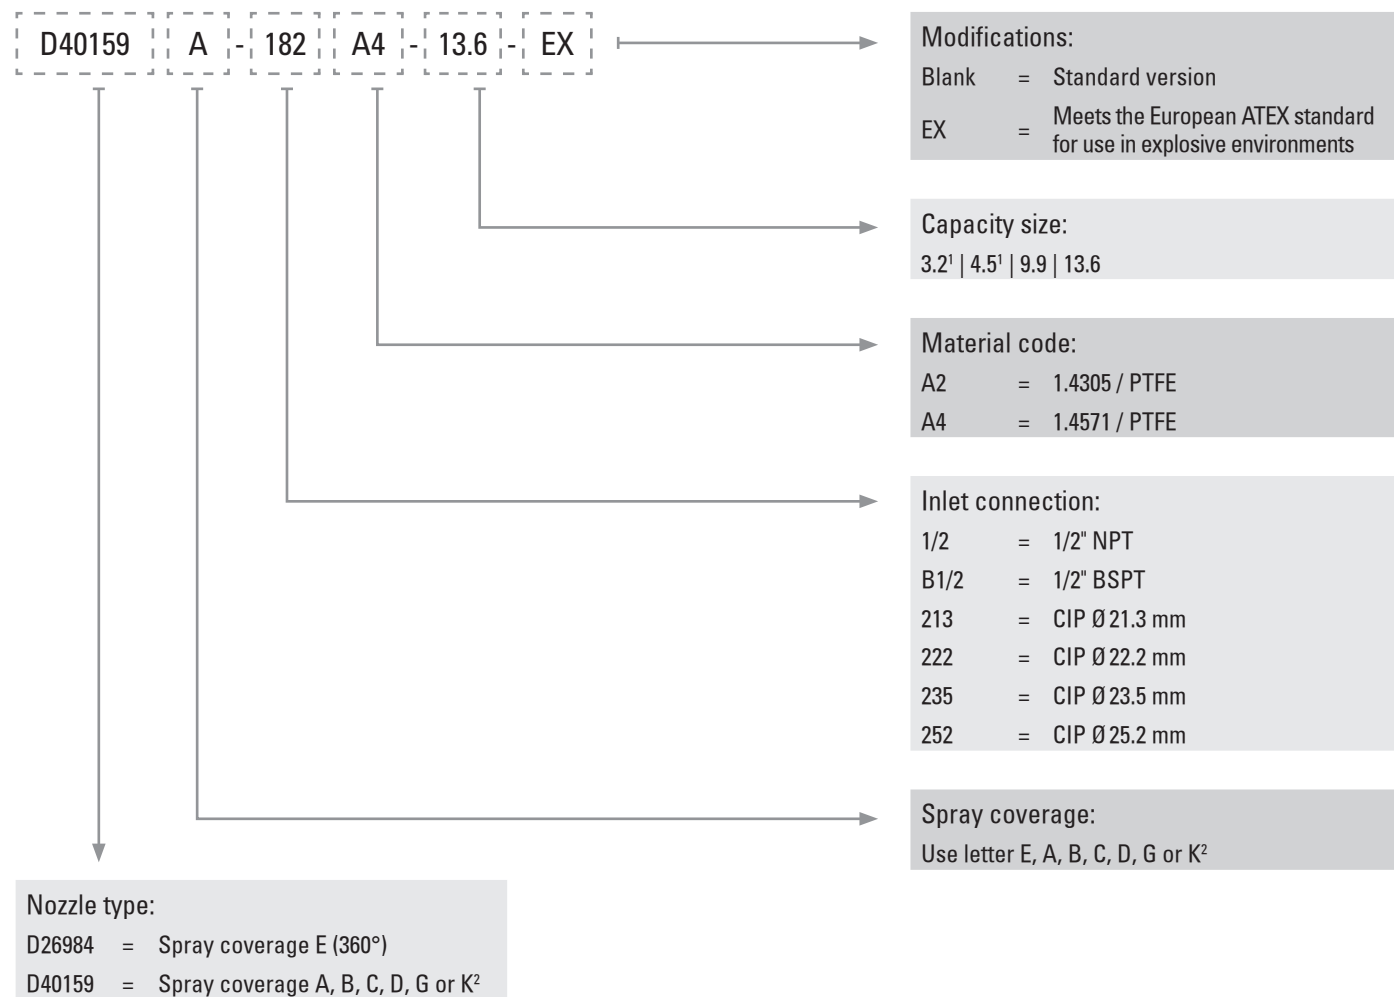 D40159 A - 182 A4 - 13.6 - EX
Modifications:
Blank = Standard version
EX = Meets the European ATEX standard
for use in explosive environments
Capacity size:
3.2¹ | 4.5¹ | 9.9 | 13.6
Material code:
A2 = 1.4305 / PTFE
A4 = 1.4571 / PTFE
Inlet connection:
1/2 = 1/2" NPT
B1/2 = 1/2" BSPT
213 = CIP Ø 21.3 mm
222 = CIP Ø 22.2 mm
235 = CIP Ø 23.5 mm
252 = CIP Ø 25.2 mm
Spray coverage:
Use letter E, A, B, C, D, G or K²
Nozzle type:
D26984 = Spray coverage E (360°)
D40159 = Spray coverage A, B, C, D, G or K²